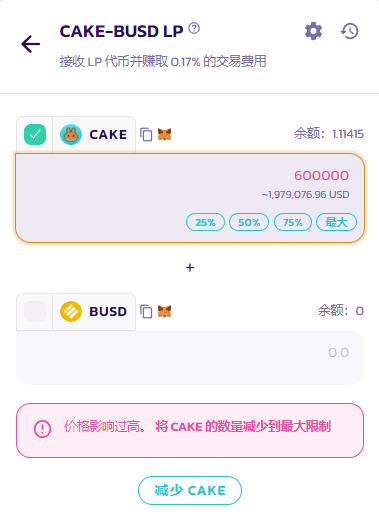 CAKE-BUSD LP
接收 LP 代币并赚取 0.17% 的交易费用
CAKE
余额: 1.11415
600000
~1,979,076.96 USD
25% 50% 75% 最大
+
BUSD
余额: 0
0.0
价格影响过高。 将 CAKE 的数量减少到最大限制
减少 CAKE